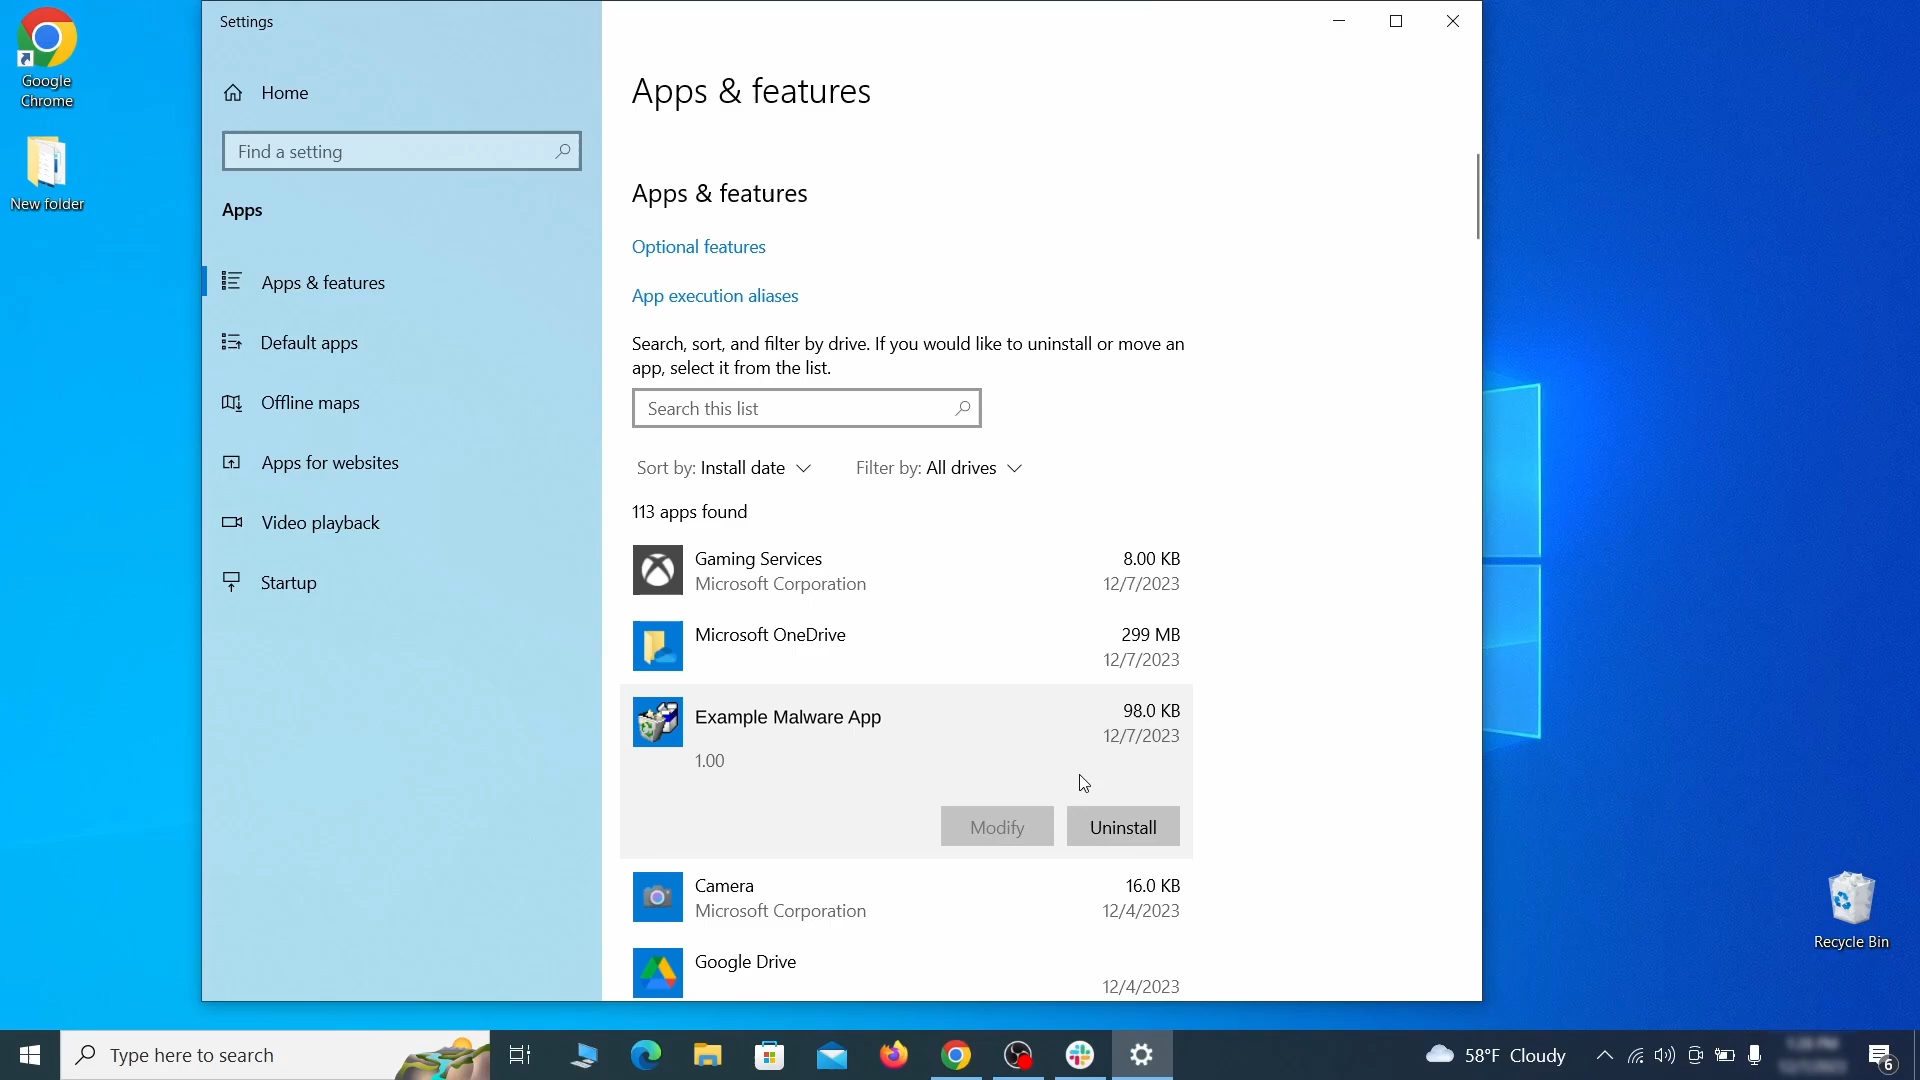 Google
Chrome
New folder
Settings
Home
Find a setting
Apps
Apps & features
Default apps
Offline maps
Apps for websites
Video playback
Startup
Apps & features
Apps & features
Optional features
App execution aliases
Search, sort, and filter by drive. If you would like to uninstall or move an
app, select it from the list.
Search this list
Sort by: Install date Filter by: All drives
113 apps found
Gaming Services 8.00 KB
Microsoft Corporation 12/7/2023
Microsoft OneDrive 299 MB
12/7/2023
Example Malware App 98.0 KB
12/7/2023
1.00
Modify Uninstall
Camera 16.0 KB
Microsoft Corporation 12/4/2023
Google Drive
12/4/2023
Recycle Bin
Type here to search
58°F Cloudy
6